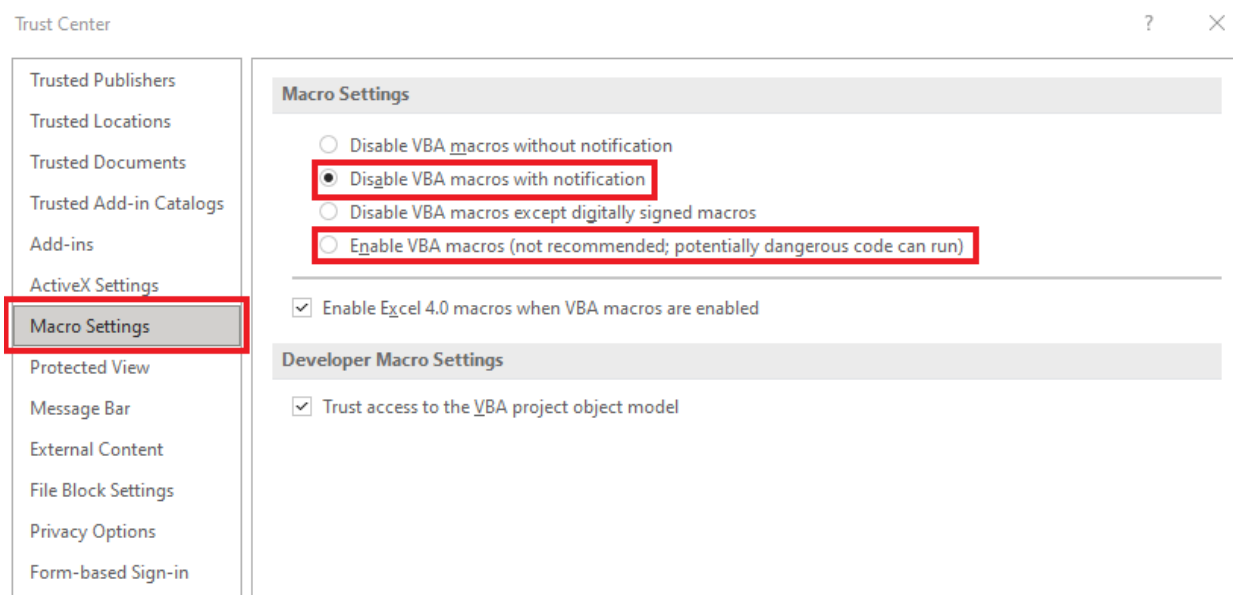 Trust Center
?
Trusted Publishers
Trusted Locations
Trusted Documents
Trusted Add-in Catalogs
Add-ins
ActiveX Settings
Macro Settings
Protected View
Message Bar
External Content
File Block Settings
Privacy Options
Form-based Sign-in
Macro Settings
Disable VBA macros without notification
Disable VBA macros with notification
Disable VBA macros except digitally signed macros
Enable VBA macros (not recommended; potentially dangerous code can run)
Enable Excel 4.0 macros when VBA macros are enabled
Developer Macro Settings
Trust access to the VBA project object model